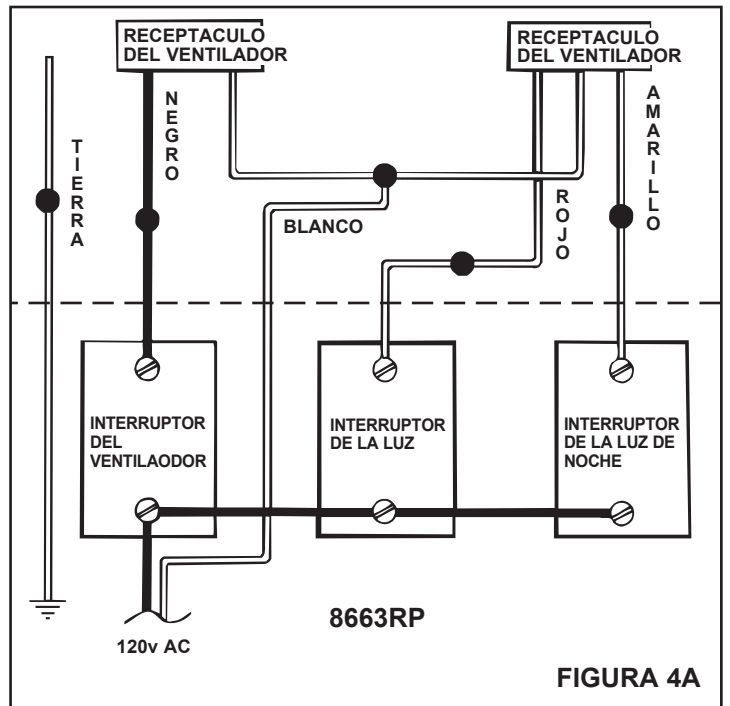 RECEPTACULO
DEL VENTILADOR
RECEPTACULO
DEL VENTILADOR
TIERRA
NEGRO
BLANCO
ROJO
AMARILLO
INTERRUPTOR
DEL
VENTILAODOR
INTERRUPTOR
DE LA LUZ
INTERRUPTOR
DE LA LUZ DE
NOCHE
120v AC
8663RP
FIGURA 4A